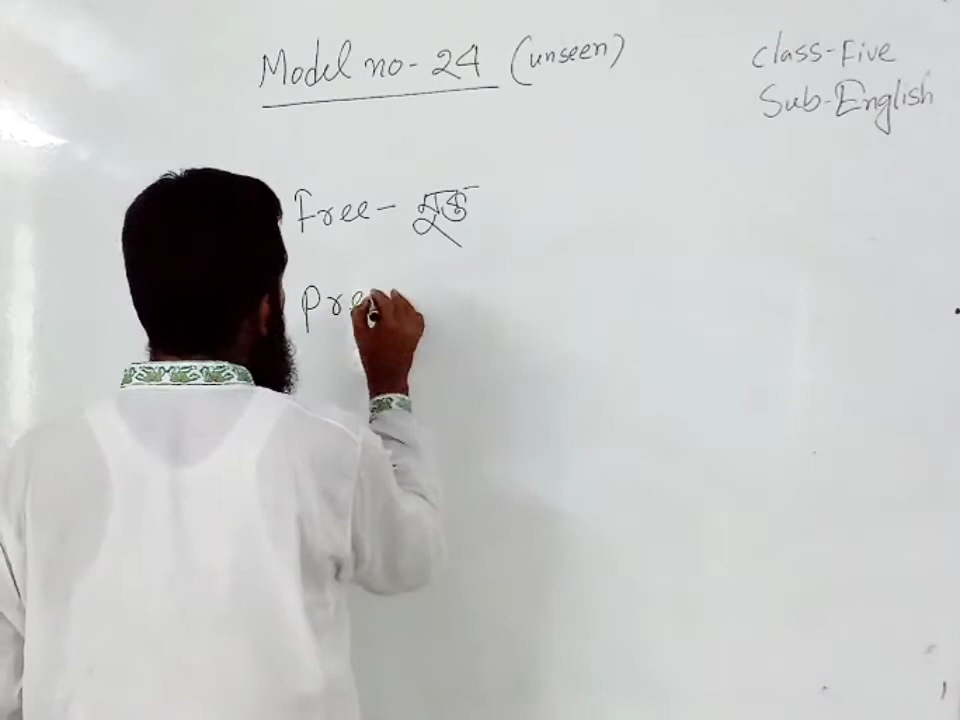 Model no- 24 (unseen)
class-Five
Sub-English
Free- মুক্ত
Pre